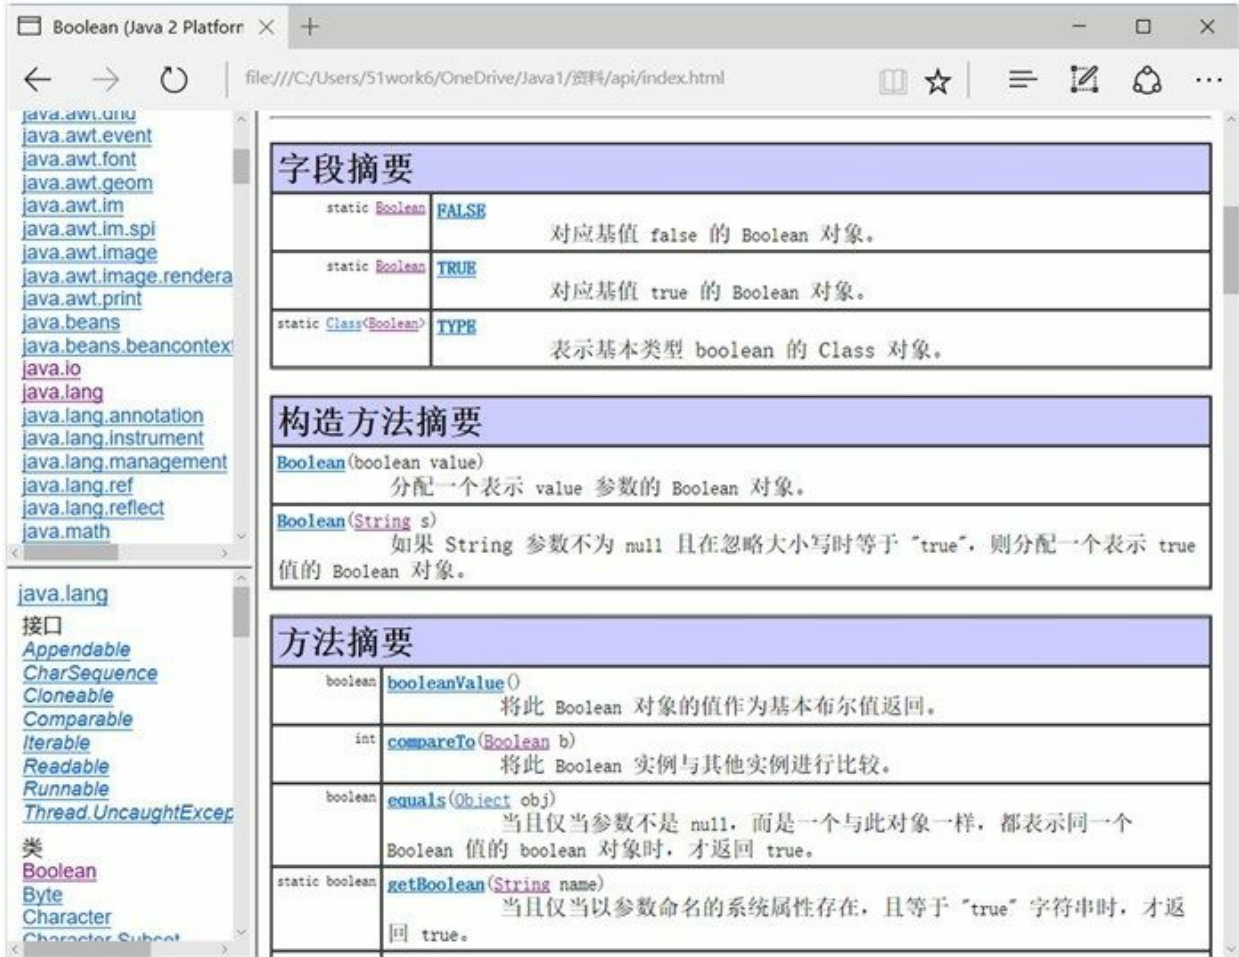 Boolean (Java 2 Platforr
file:///C:/Users/51work6/OneDrive/Java1/资料/api/index.html
java.awt.dnd
java.awt.event
java.awt.font
java.awt.geom
java.awt.im
java.awt.im.spi
java.awt.image
java.awt.image.rendera
java.awt.print
java.beans
java.beans.beancontext
java.io
java.lang
java.lang.annotation
java.lang.instrument
java.lang.management
java.lang.ref
java.lang.reflect
java.math
java.lang
接口
Appendable
CharSequence
Cloneable
Comparable
Iterable
Readable
Runnable
Thread.UncaughtExcep
类
Boolean
Byte
Character
Character.Subset
字段摘要
static Boolean FALSE
对应基值 false 的 Boolean 对象。
static Boolean TRUE
对应基值 true 的 Boolean 对象。
static Class<Boolean> TYPE
表示基本类型 boolean 的 Class 对象。
构造方法摘要
Boolean(boolean value)
分配一个表示 value 参数的 Boolean 对象。
Boolean(String s)
如果 String 参数不为 null 且在忽略大小写时等于 "true"，则分配一个表示 true
值的 Boolean 对象。
方法摘要
boolean booleanValue()
将此 Boolean 对象的值作为基本布尔值返回。
int compareTo(Boolean b)
将此 Boolean 实例与其他实例进行比较。
boolean equals(Object obj)
当且仅当参数不是 null，而是一个与此对象一样，都表示同一个
Boolean 值的 boolean 对象时，才返回 true。
static boolean getBoolean(String name)
当且仅当以参数命名的系统属性存在，且等于 "true" 字符串时，才返
回 true。